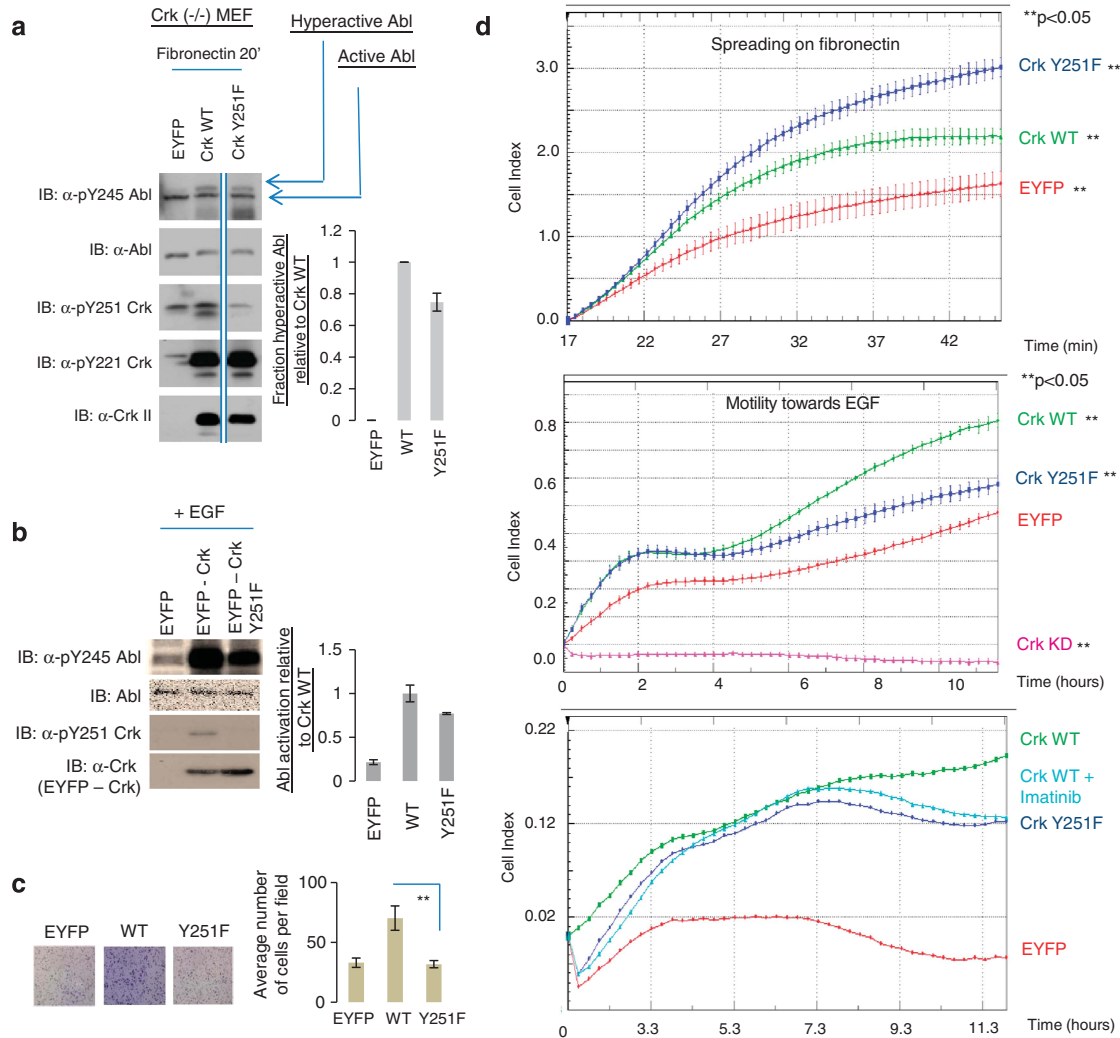 a
Crk (-/-) MEF
Fibronectin 20'
Hyperactive Abl
Active Abl
EYFP
Crk WT
Crk Y251F
IB: α-pY245 Abl
IB: α-Abl
IB: α-pY251 Crk
IB: α-pY221 Crk
IB: α-Crk II
Fraction hyperactive Abl
relative to Crk WT
1.2
1
0.8
0.6
0.4
0.2
0
EYFP
WT
Y251F
b
+ EGF
EYFP
EYFP - Crk
EYFP – Crk
Y251F
IB: α-pY245 Abl
IB: Abl
IB: α-pY251 Crk
IB: α-Crk
(EYFP – Crk)
Abl activation relative
to Crk WT
1.5
1
0.5
0
EYFP
WT
Y251F
c
EYFP
WT
Y251F
Average number
of cells per field
100
50
0
**
EYFP
WT
Y251F
d
**p<0.05
Spreading on fibronectin
Cell Index
3.0
2.0
1.0
0.0
17
22
27
32
37
42
Time (min)
Crk Y251F **
Crk WT **
EYFP **
**p<0.05
Motility towards EGF
Cell Index
0.8
0.6
0.4
0.2
0.0
0
2
4
6
8
10
Time (hours)
Crk WT **
Crk Y251F **
EYFP
Crk KD **
Cell Index
0.22
0.12
0.02
0
3.3
5.3
7.3
9.3
11.3
Time (hours)
Crk WT
Crk WT +
Imatinib
Crk Y251F
EYFP